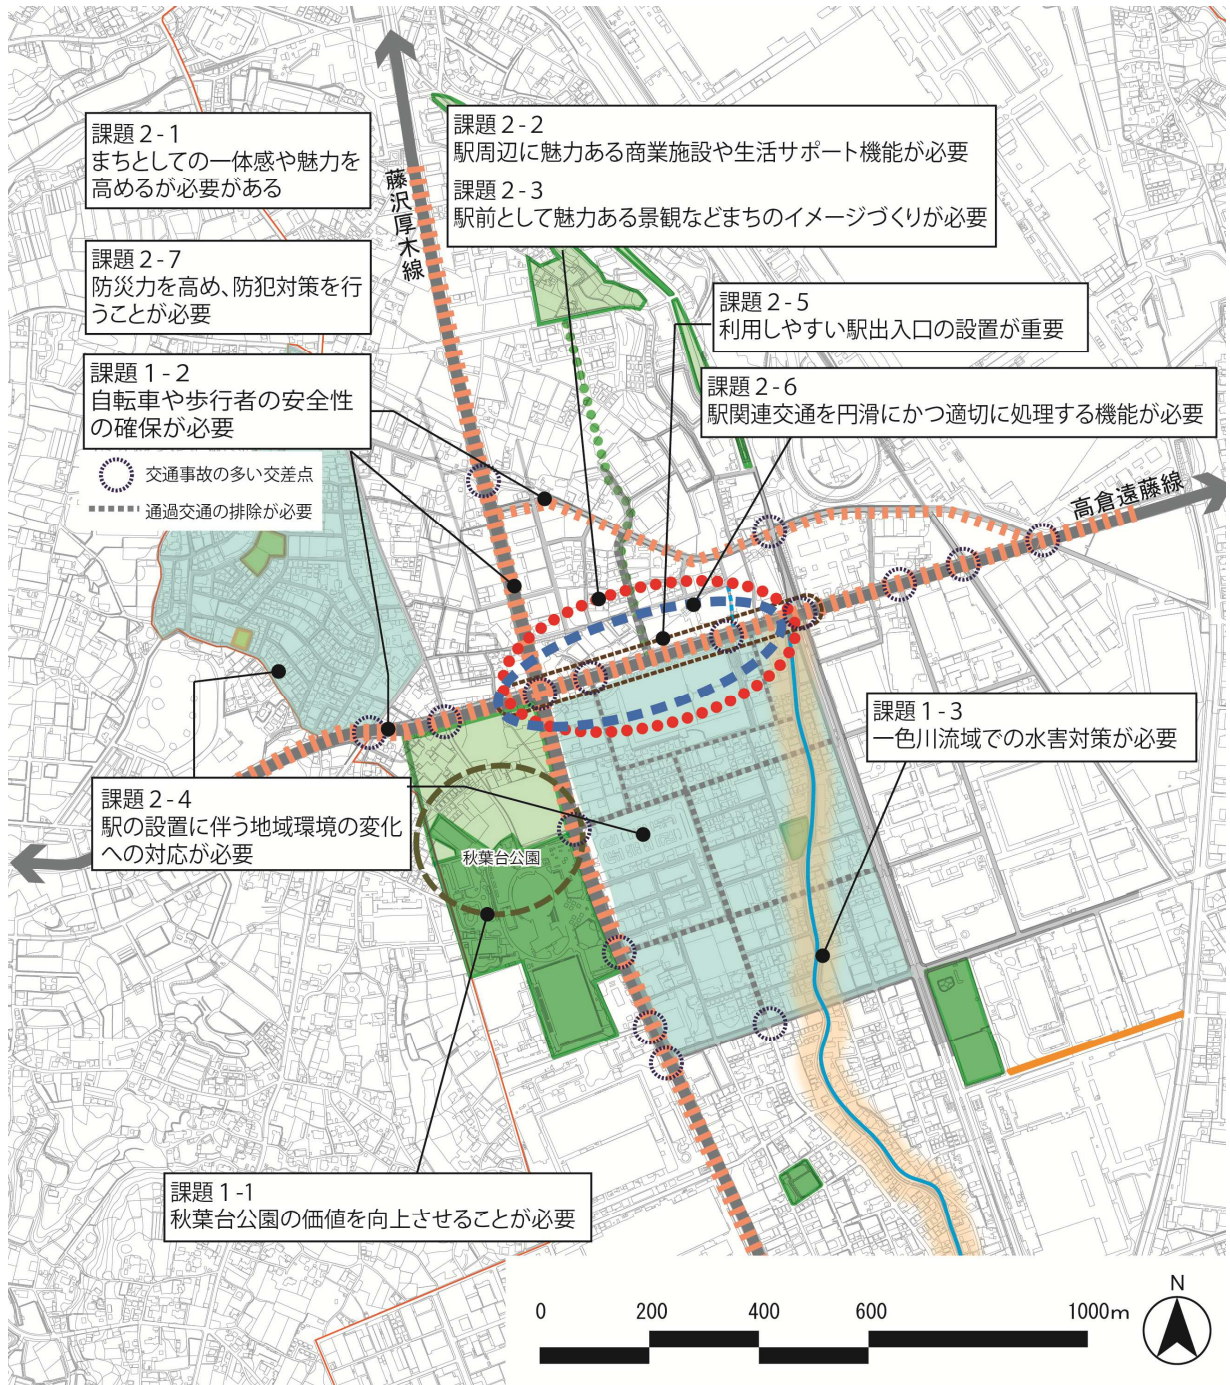 課題2-1
まちとしての一体感や魅力を
高めるが必要がある
課題2-2
駅周辺に魅力ある商業施設や生活サポート機能が必要
課題2-3
駅前として魅力ある景観などまちのイメージづくりが必要
藤沢厚木線
課題2-7
防災力を高め、防犯対策を行
うことが必要
課題2-5
利用しやすい駅出入口の設置が重要
課題1-2
自転車や歩行者の安全性
の確保が必要
課題2-6
駅関連交通を円滑にかつ適切に処理する機能が必要
交通事故の多い交差点
通過交通の排除が必要
高倉遠藤線
課題1-3
一色川流域での水害対策が必要
課題2-4
駅の設置に伴う地域環境の変化
への対応が必要
秋葉台公園
課題1-1
秋葉台公園の価値を向上させることが必要
N
0 200 400 600 1000m